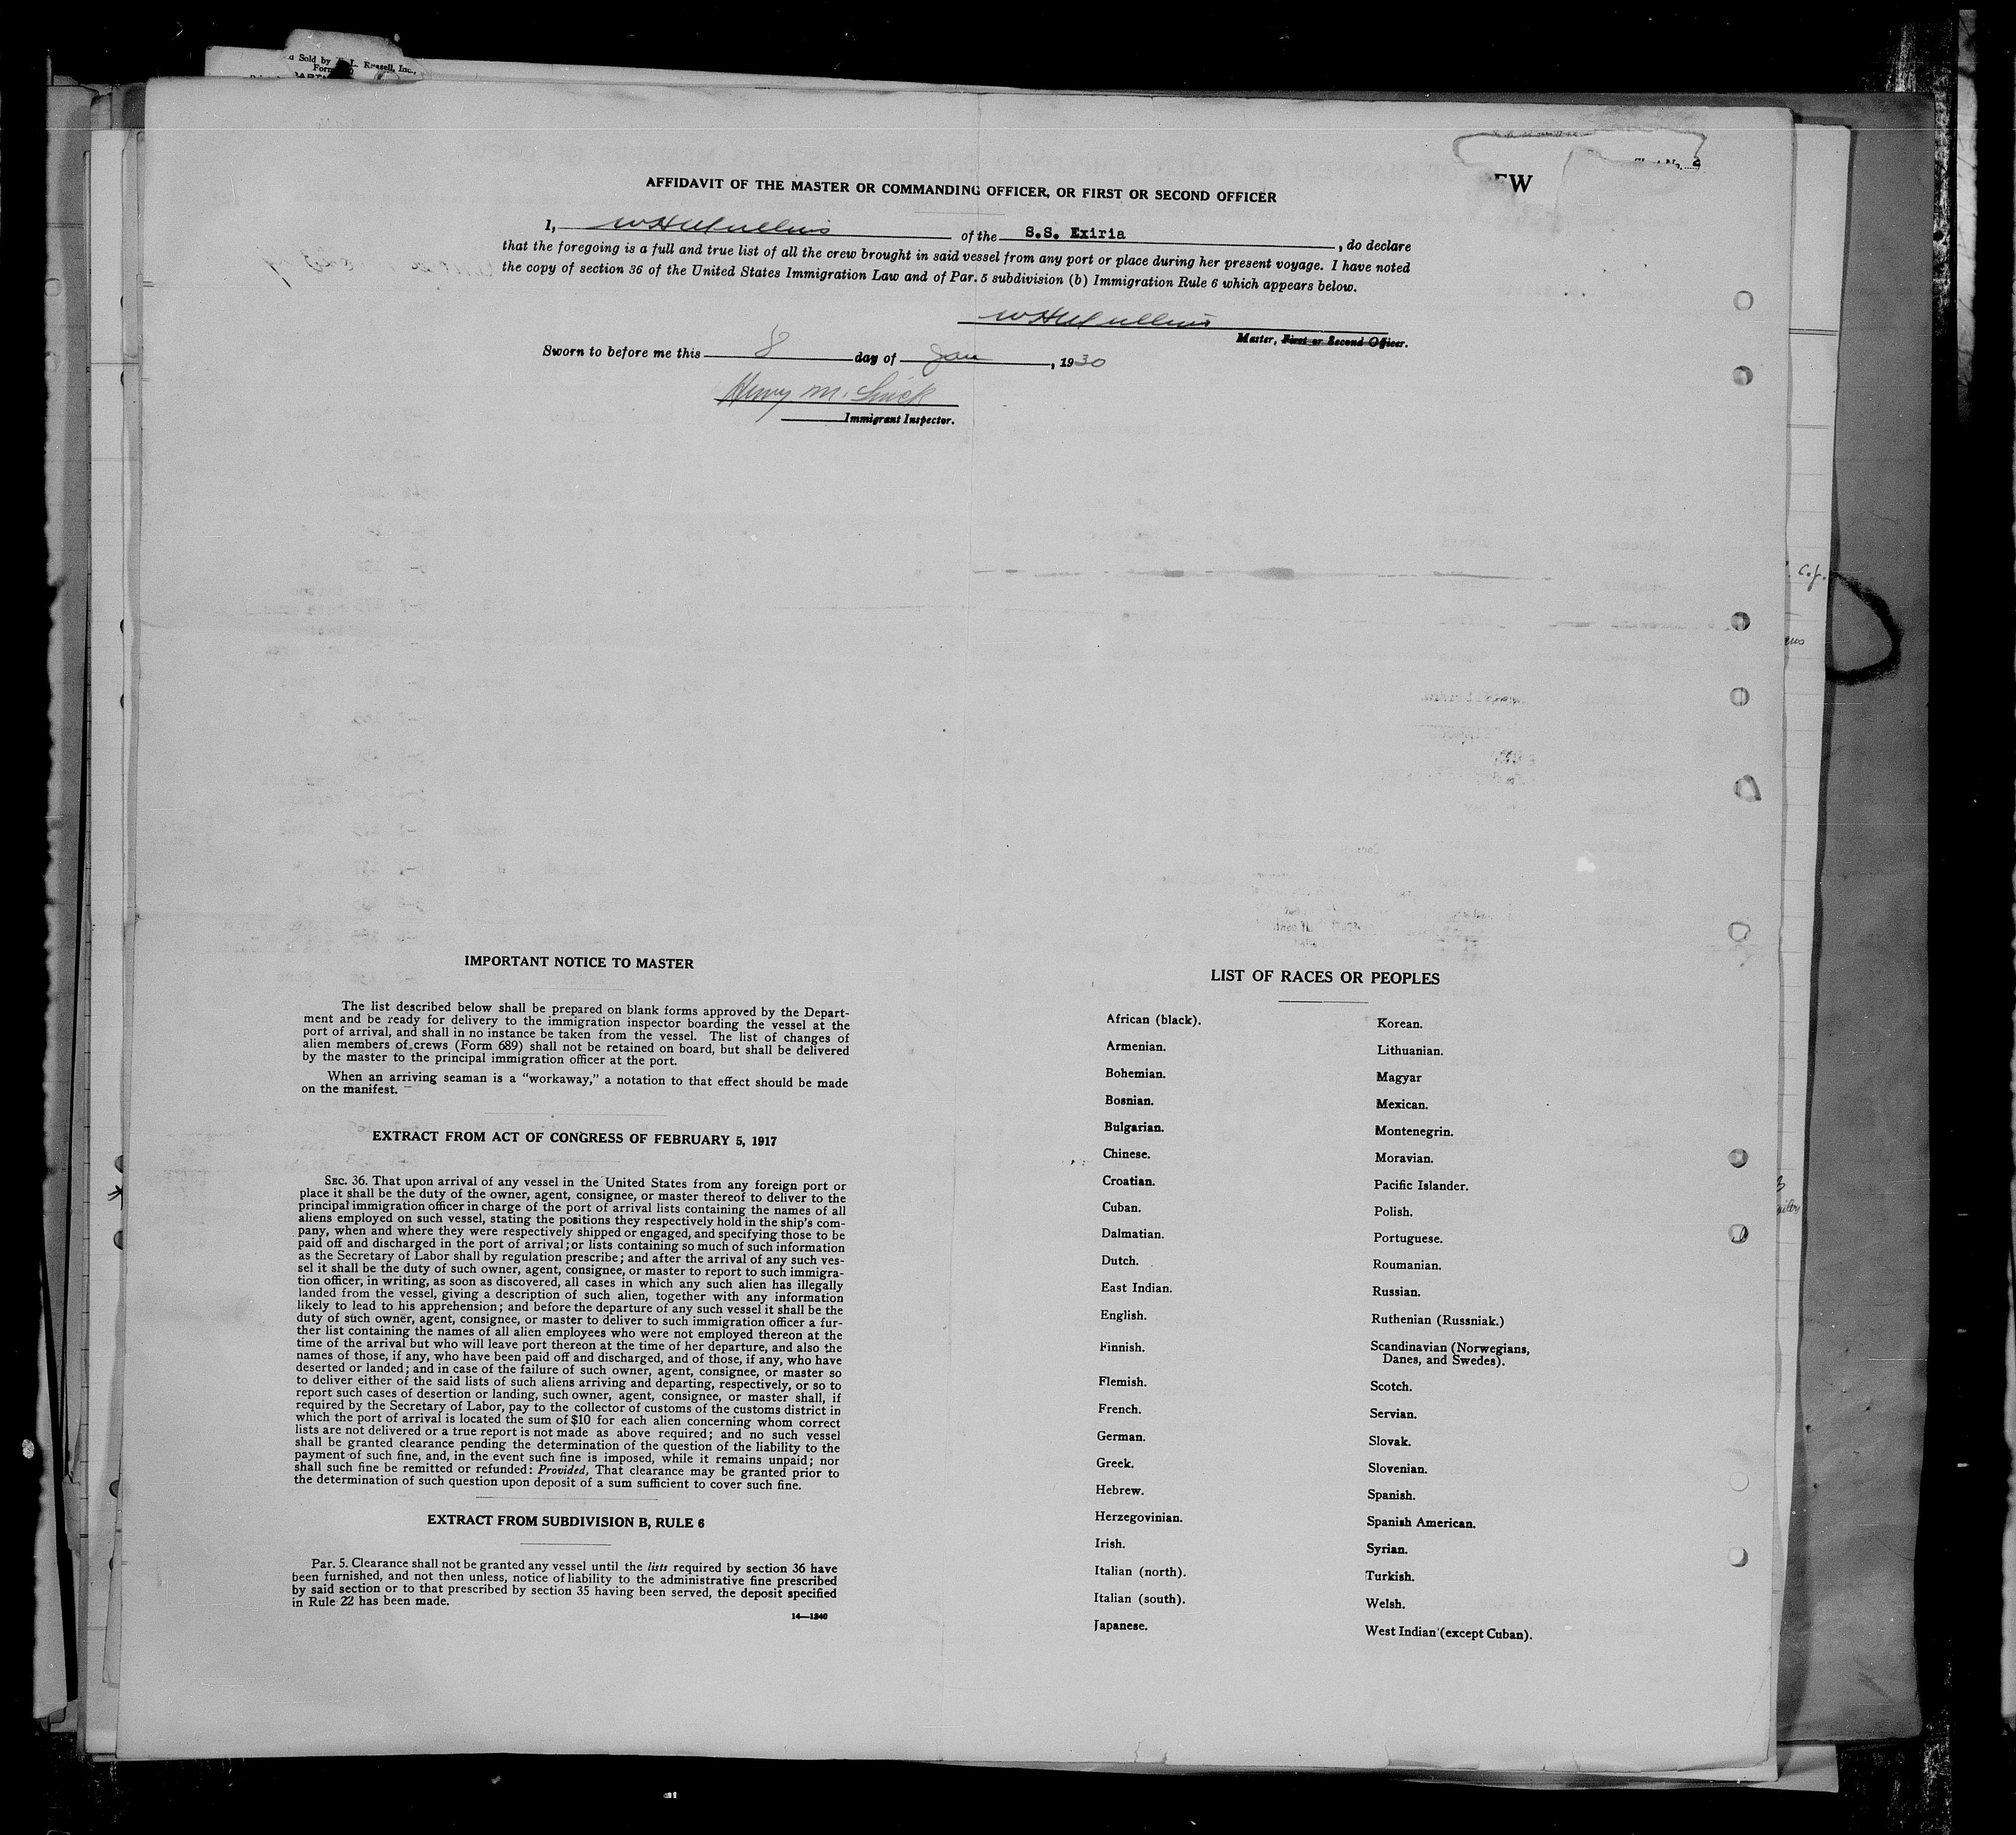 Sold by L. Russell, Inc.,
EW
AFFIDAVIT OF THE MASTER OR COMMANDING OFFICER, OR FIRST OR SECOND OFFICER
I, W H Mullins of the S.S. Exiria, do declare
that the foregoing is a full and true list of all the crew brought in said vessel from any port or place during her present voyage. I have noted
the copy of section 36 of the United States Immigration Law and of Par. 5 subdivision (b) Immigration Rule 6 which appears below.
W H Mullins
Master, First or Second Officer.
Sworn to before me this 8 day of Jan, 1930
Henry M.
Immigrant Inspector.
IMPORTANT NOTICE TO MASTER
The list described below shall be prepared on blank forms approved by the Depart-
ment and be ready for delivery to the immigration inspector boarding the vessel at the
port of arrival, and shall in no instance be taken from the vessel. The list of changes of
alien members of crews (Form 689) shall not be retained on board, but shall be delivered
by the master to the principal immigration officer at the port.
When an arriving seaman is a "workaway," a notation to that effect should be made
on the manifest.
EXTRACT FROM ACT OF CONGRESS OF FEBRUARY 5, 1917
SEC. 36. That upon arrival of any vessel in the United States from any foreign port or
place it shall be the duty of the owner, agent, consignee, or master thereof to deliver to the
principal immigration officer in charge of the port of arrival lists containing the names of all
aliens employed on such vessel, stating the positions they respectively hold in the ship's com-
pany, when and where they were respectively shipped or engaged, and specifying those to be
paid off and discharged in the port of arrival; or lists containing so much of such information
as the Secretary of Labor shall by regulation prescribe; and after the arrival of any such ves-
sel it shall be the duty of such owner, agent, consignee, or master to report to such immigra-
tion officer, in writing, as soon as discovered, all cases in which any such alien has illegally
landed from the vessel, giving a description of such alien, together with any information
likely to lead to his apprehension; and before the departure of any such vessel it shall be the
duty of such owner, agent, consignee, or master to deliver to such immigration officer a fur-
ther list containing the names of all alien employees who were not employed thereon at the
time of the arrival but who will leave port thereon at the time of her departure, and also the
names of those, if any, who have been paid off and discharged, and of those, if any, who have
deserted or landed; and in case of the failure of such owner, agent, consignee, or master so
to deliver either of the said lists of such aliens arriving and departing, respectively, or so to
report such cases of desertion or landing, such owner, agent, consignee, or master shall, if
required by the Secretary of Labor, pay to the collector of customs of the customs district in
which the port of arrival is located the sum of $10 for each alien concerning whom correct
lists are not delivered or a true report is not made as above required; and no such vessel
shall be granted clearance pending the determination of the question of the liability to the
payment of such fine, and, in the event such fine is imposed, while it remains unpaid; nor
shall such fine be remitted or refunded: Provided, That clearance may be granted prior to
the determination of such question upon deposit of a sum sufficient to cover such fine.
EXTRACT FROM SUBDIVISION B, RULE 6
Par. 5. Clearance shall not be granted any vessel until the lists required by section 36 have
been furnished, and not then unless, notice of liability to the administrative fine prescribed
by said section or to that prescribed by section 35 having been served, the deposit specified
in Rule 22 has been made.
14—1240
LIST OF RACES OR PEOPLES
African (black).
Armenian.
Bohemian.
Bosnian.
Bulgarian.
Chinese.
Croatian.
Cuban.
Dalmatian.
Dutch.
East Indian.
English.
Finnish.
Flemish.
French.
German.
Greek.
Hebrew.
Herzegovinian.
Irish.
Italian (north).
Italian (south).
Japanese.
Korean.
Lithuanian.
Magyar
Mexican.
Montenegrin.
Moravian.
Pacific Islander.
Polish.
Portuguese.
Roumanian.
Russian.
Ruthenian (Russniak.)
Scandinavian (Norwegians,
Danes, and Swedes).
Scotch.
Servian.
Slovak.
Slovenian.
Spanish.
Spanish American.
Syrian.
Turkish.
Welsh.
West Indian (except Cuban).